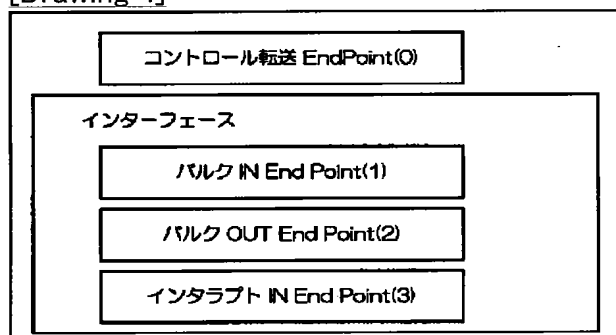 [Drawing 4]
コントロール転送 EndPoint(0)
インターフェース
バルク IN End Point(1)
バルク OUT End Point(2)
インタラプト IN End Point(3)